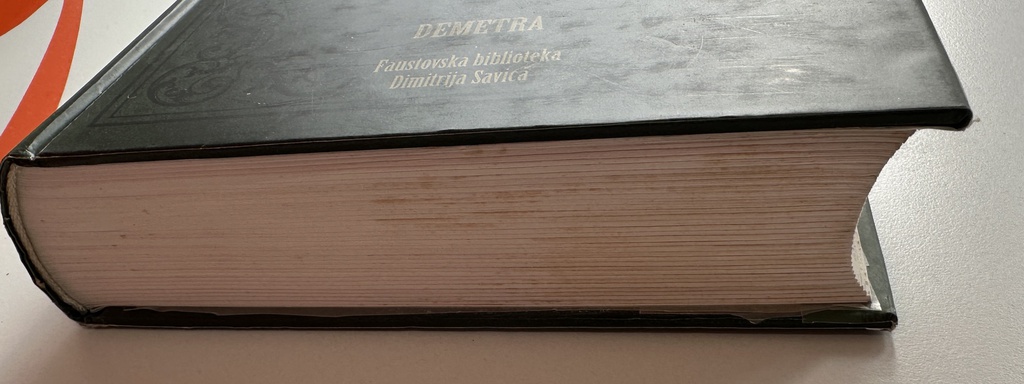 DEMETRA
Faustovska biblioteka
Dimitrija Savića